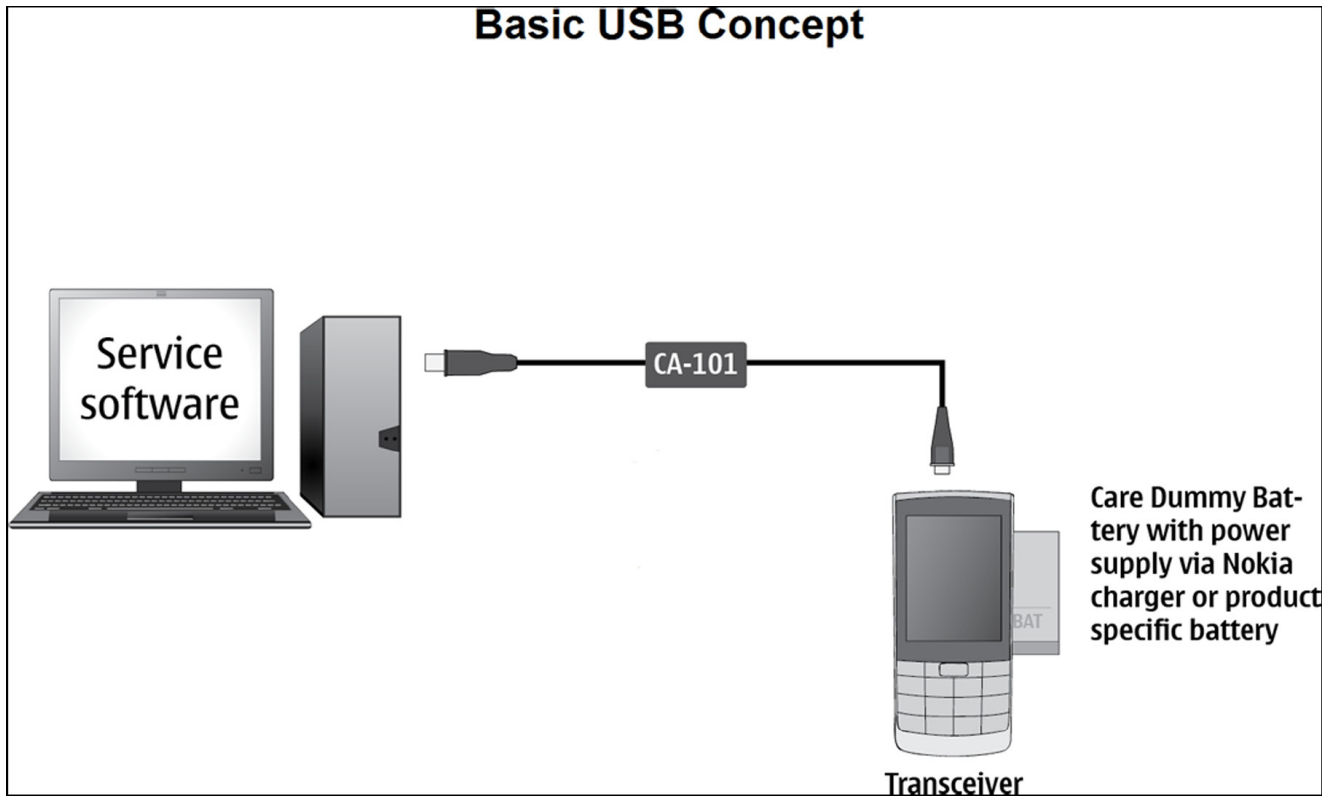 Basic USB Concept
Service
software
CA-101
Care Dummy Bat-
tery with power
supply via Nokia
charger or product
specific battery
BAT
Transceiver